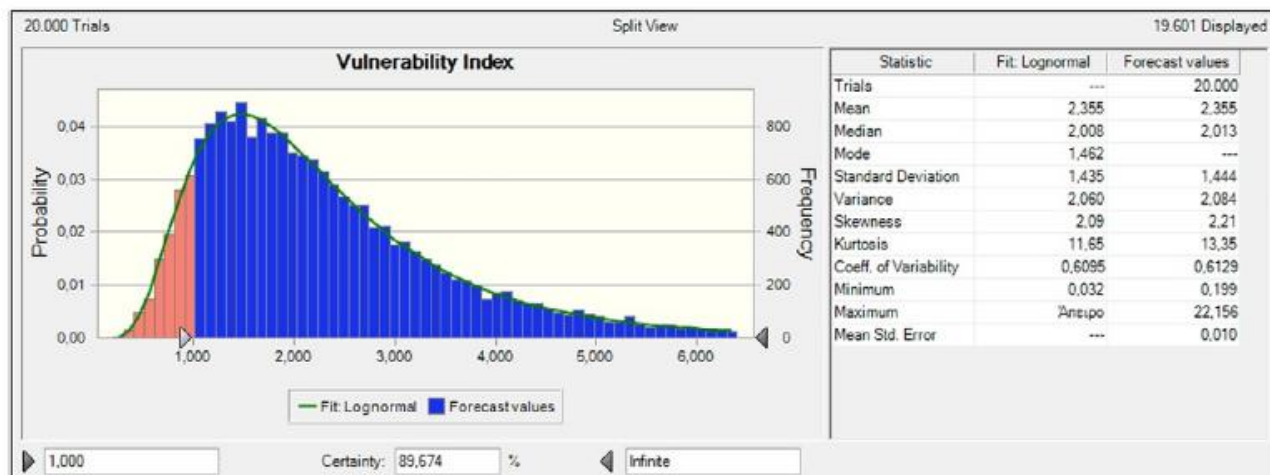 20.000 Trials Split View 19.601 Displayed
Vulnerability Index
Probability
0,04
0,03
0,02
0,01
0,00
Frequency
800
600
400
200
0
1,000 2,000 3,000 4,000 5,000 6,000
Fit: Lognormal Forecast values
Statistic Fit: Lognormal Forecast values
Trials --- 20.000
Mean 2,355 2,355
Median 2,008 2,013
Mode 1,462 ---
Standard Deviation 1,435 1,444
Variance 2,060 2,084
Skewness 2,09 2,21
Kurtosis 11,65 13,35
Coeff. of Variability 0,6095 0,6129
Minimum 0,032 0,199
Maximum Άπειρο 22,156
Mean Std. Error --- 0,010
1,000 Certainty: 89,674 % Infinite